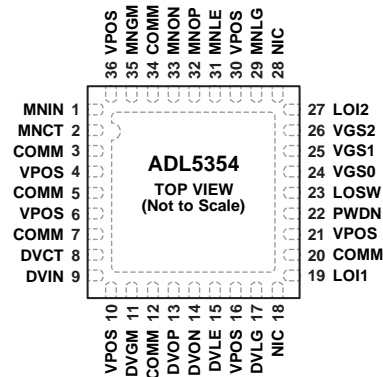 36 VPOS
35 MNGM
34 COMM
33 MNON
32 MNOP
31 MNLE
30 VPOS
29 MNLG
28 NIC
MNIN 1
MNCT 2
COMM 3
VPOS 4
COMM 5
VPOS 6
COMM 7
DVCT 8
DVIN 9
ADL5354
TOP VIEW
(Not to Scale)
27 LOI2
26 VGS2
25 VGS1
24 VGS0
23 LOSW
22 PWDN
21 VPOS
20 COMM
19 LOI1
VPOS 10
DVGM 11
COMM 12
DVOP 13
DVON 14
DVLE 15
VPOS 16
DVLG 17
NIC 18